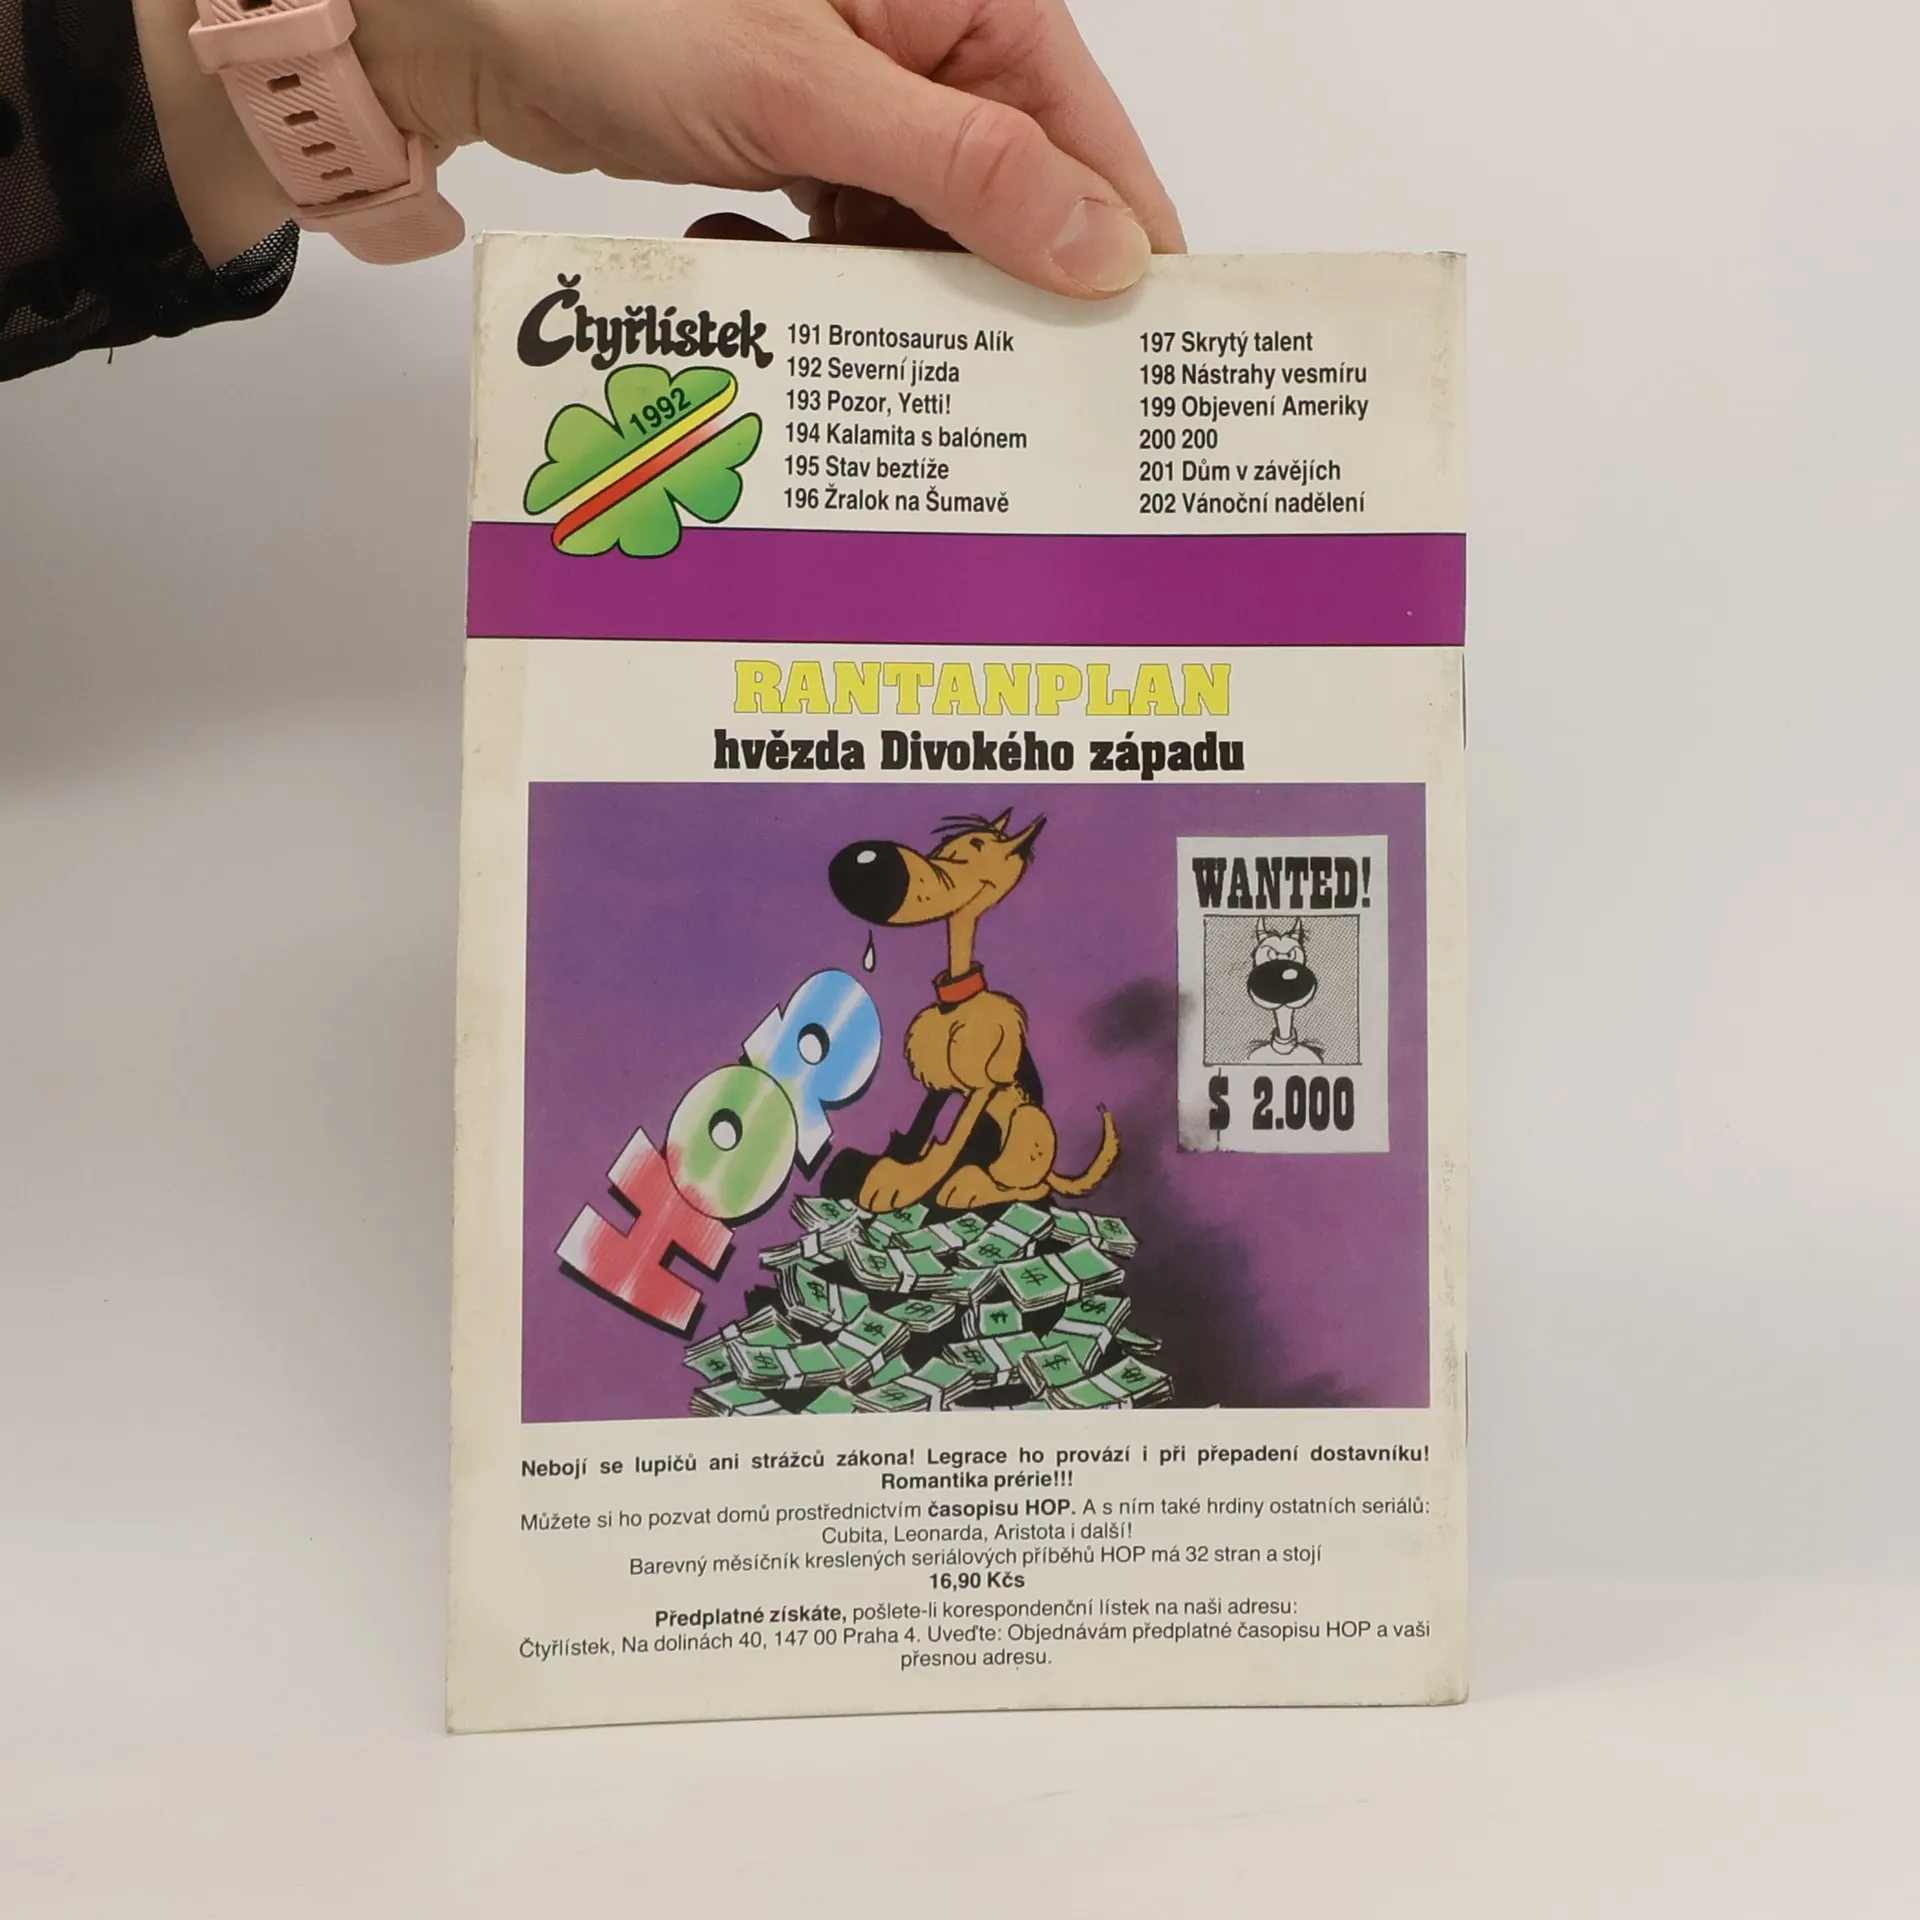 Čtyřlístek
1992
191 Brontosaurus Alík
192 Severní jízda
193 Pozor, Yetti!
194 Kalamita s balónem
195 Stav beztíže
196 Žralok na Šumavě
197 Skrytý talent
198 Nástrahy vesmíru
199 Objevení Ameriky
200 200
201 Dům v závějích
202 Vánoční nadělení
RANTANPLAN
hvězda Divokého západu
WANTED!
$ 2.000
HOP
Nebojí se lupičů ani strážců zákona! Legrace ho provází i při přepadení dostavníku!
Romantika prérie!!!
Můžete si ho pozvat domů prostřednictvím časopisu HOP. A s ním také hrdiny ostatních seriálů:
Cubita, Leonarda, Aristota i další!
Barevný měsíčník kreslených seriálových příběhů HOP má 32 stran a stojí
16,90 Kčs
Předplatné získáte, pošlete-li korespondenční lístek na naši adresu:
Čtyřlístek, Na dolinách 40, 147 00 Praha 4. Uveďte: Objednávám předplatné časopisu HOP a vaši
přesnou adresu.